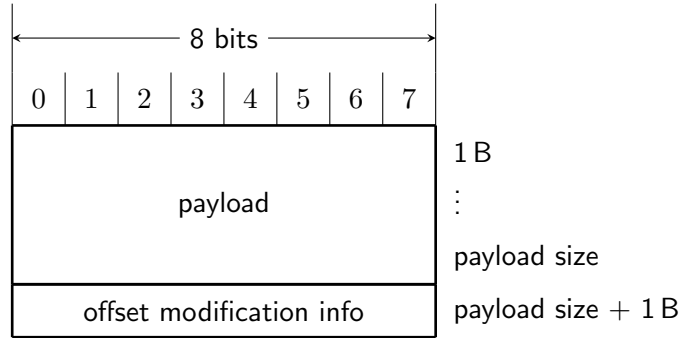 8 bits
0 1 2 3 4 5 6 7
1 B
payload
⋮
payload size
offset modification info payload size + 1 B